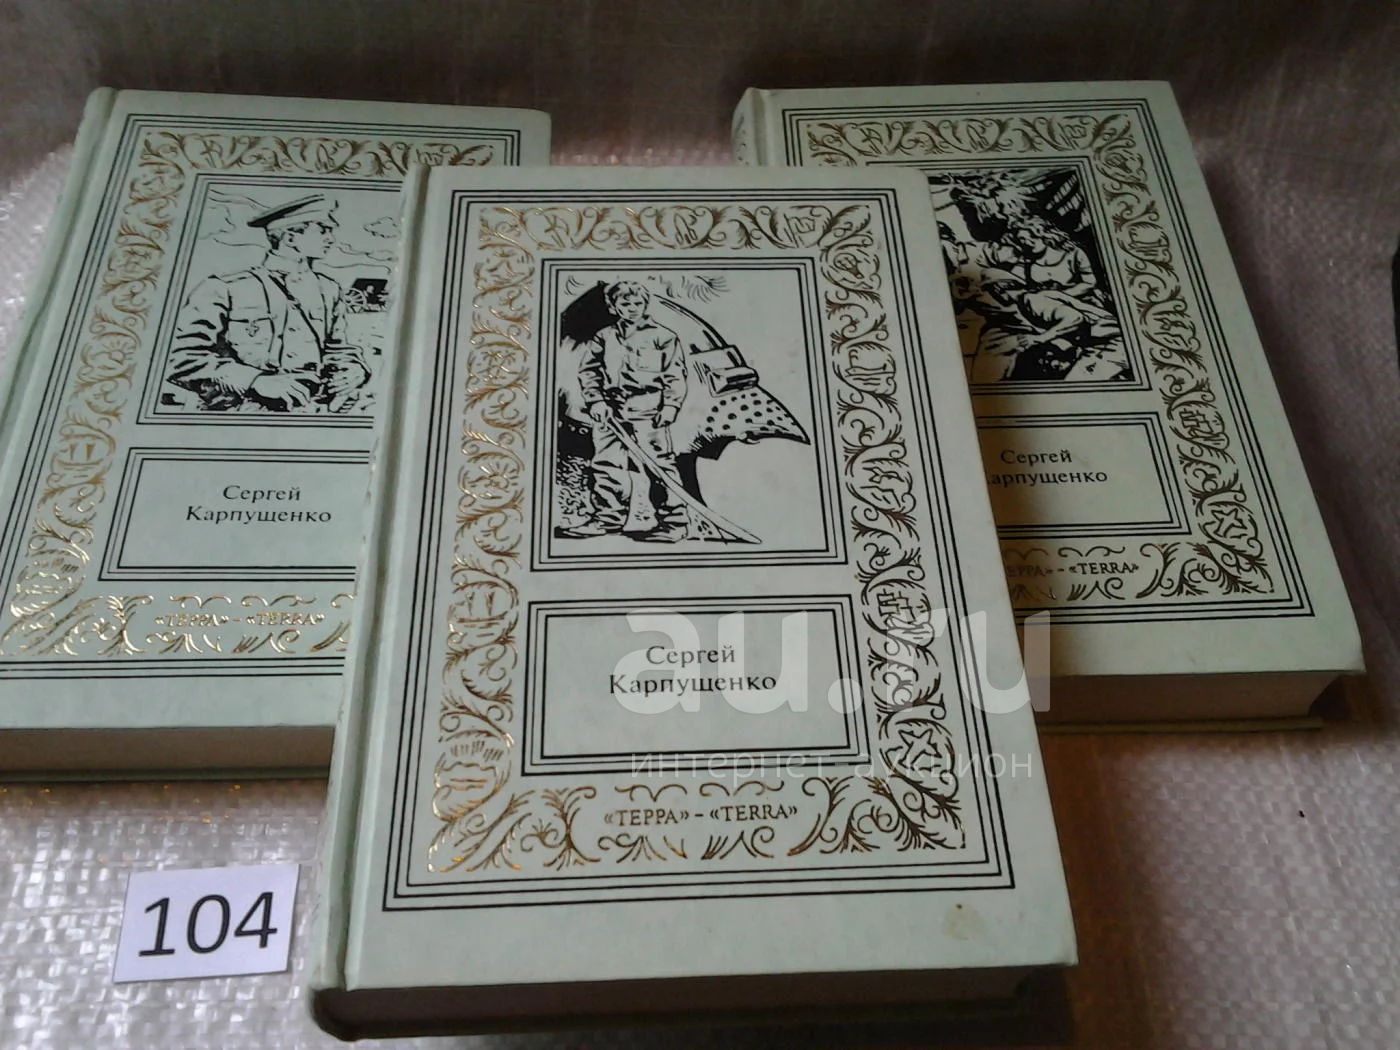 Сергей
Карпущенко
«ТЕРРА» – «TERRA»
Сергей
Карпущенко
«ТЕРРА» – «TERRA»
Сергей
Карпущенко
«ТЕРРА» – «TERRA»
104
au.ru
интернет-аукцион